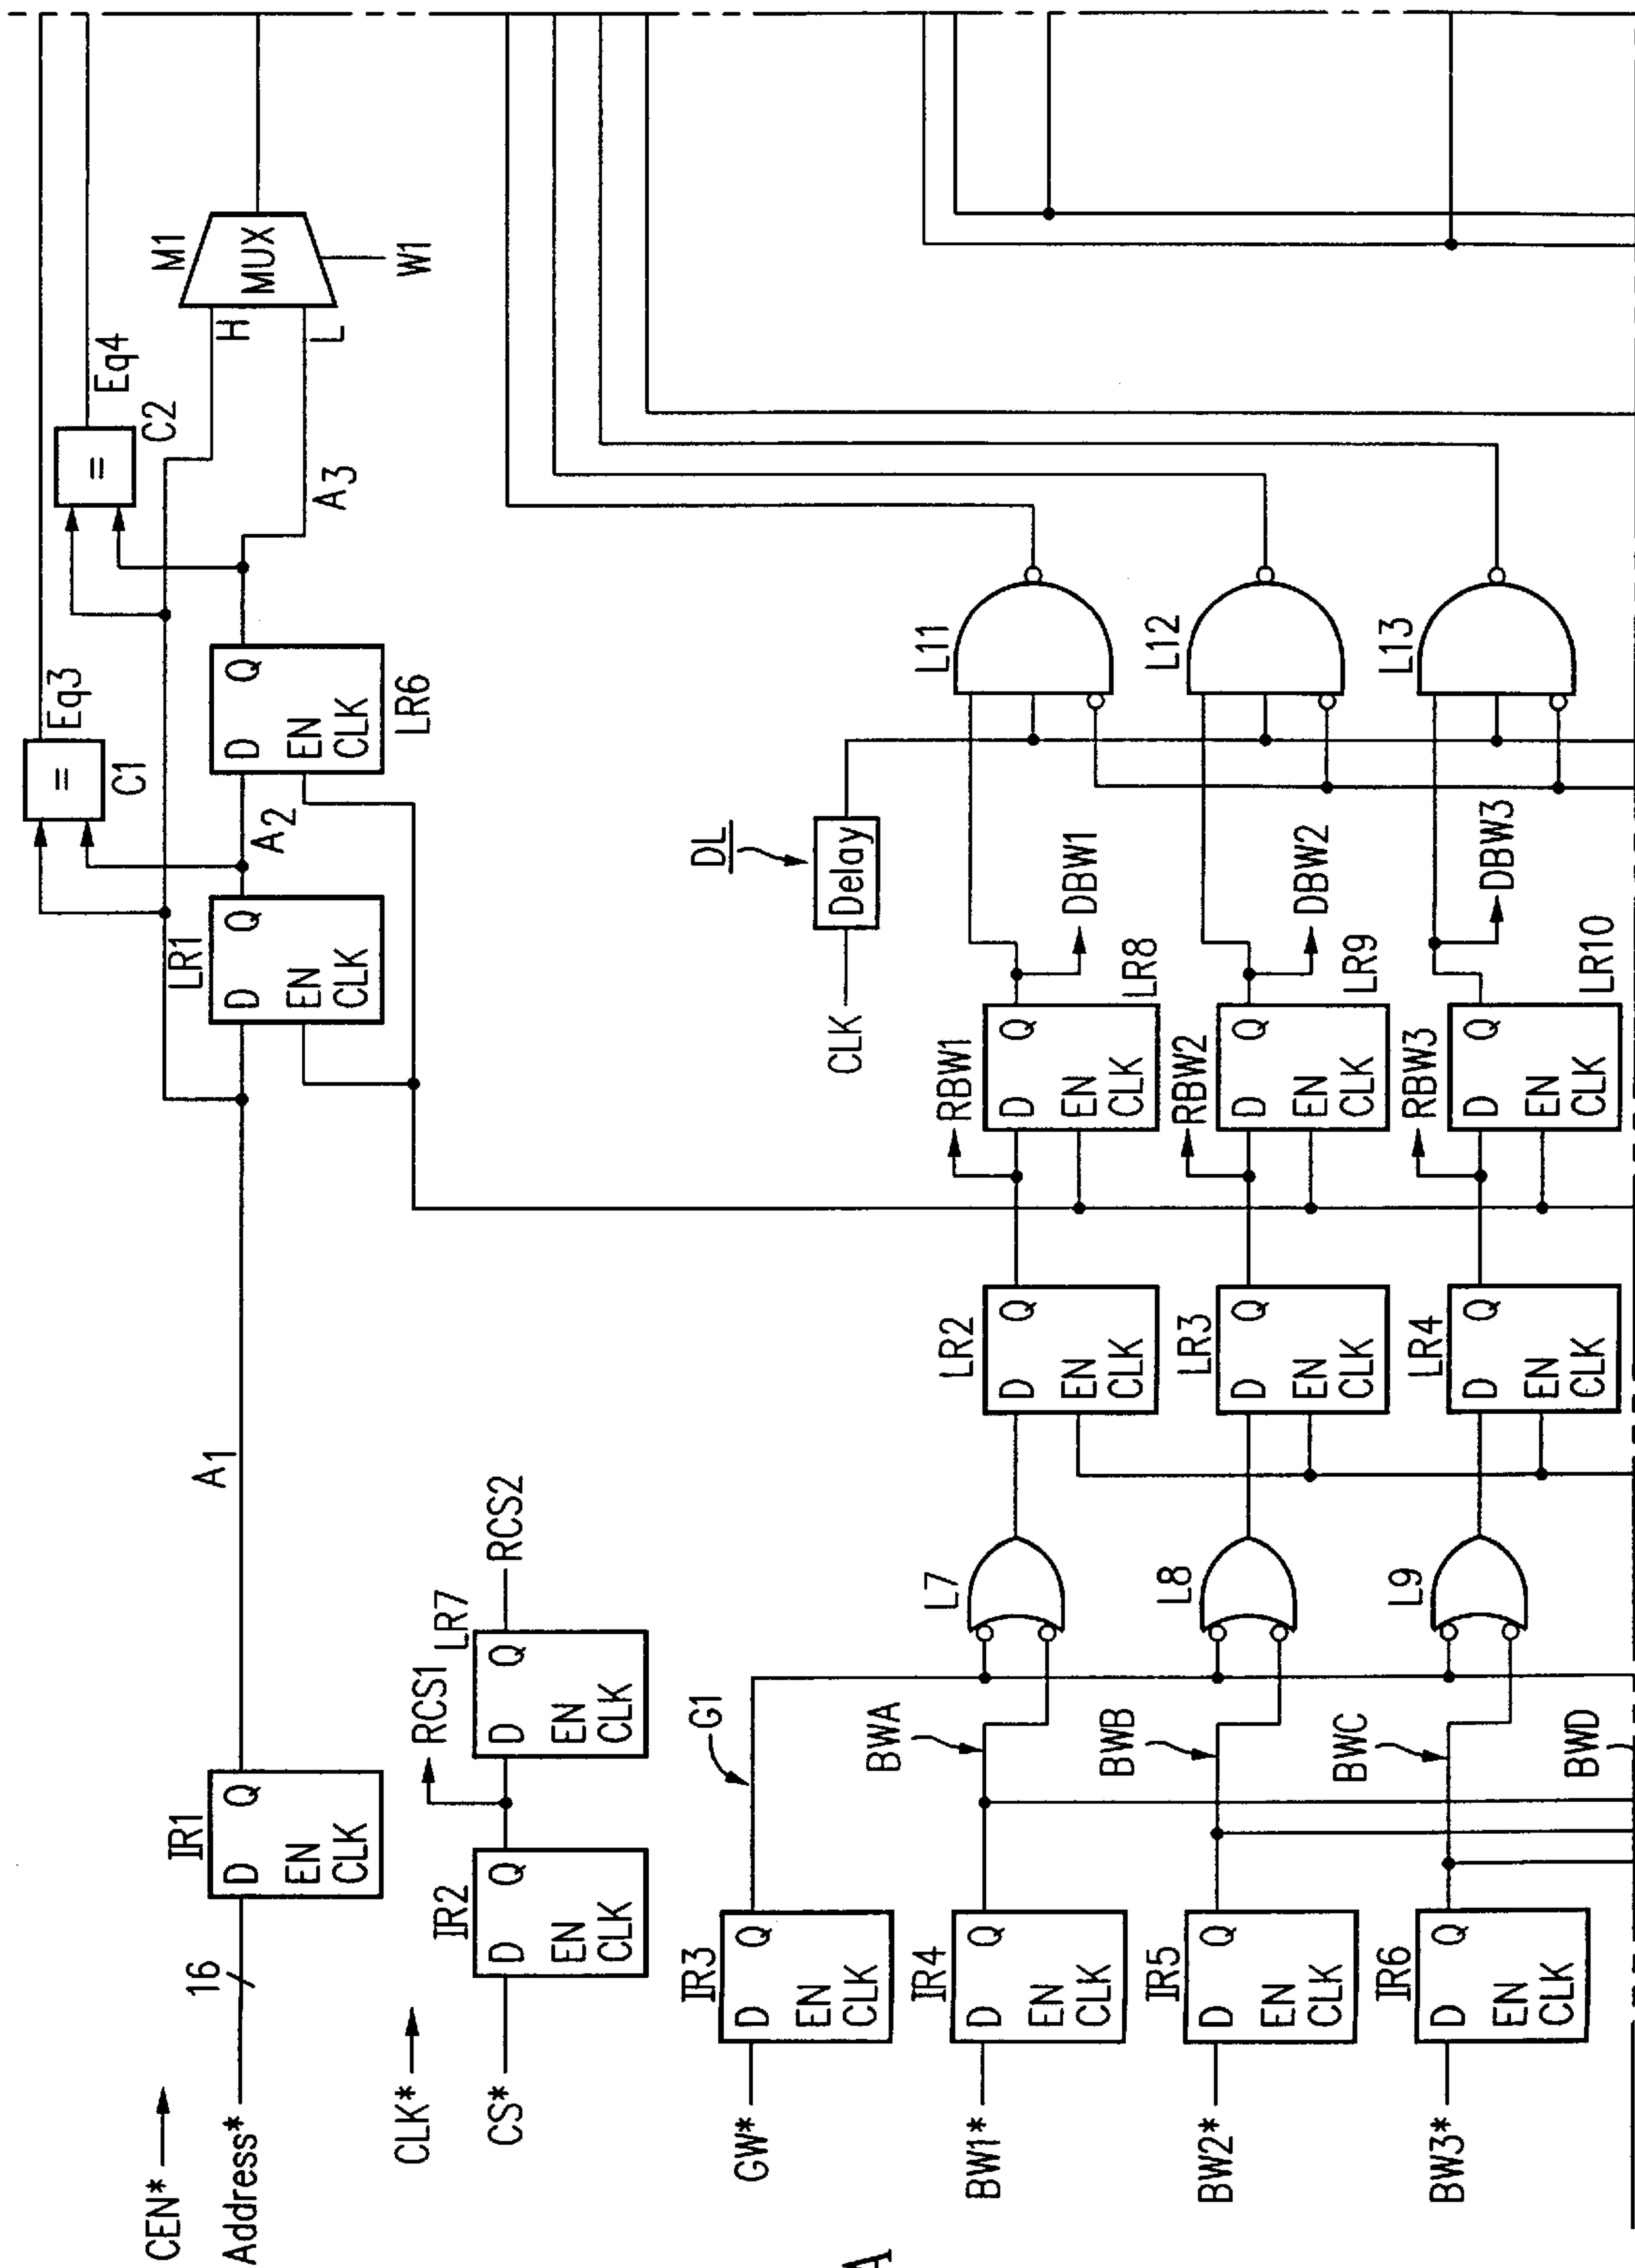 CEN*
Address*
16
IR1
D Q
EN
CLK
A1
LR1
D Q
EN
CLK
A2
C1
=
Eq3
LR6
D Q
EN
CLK
A3
C2
=
Eq4
H
L
M1
MUX
W1
CLK*
CS*
IR2
D Q
EN
CLK
RCS1
LR7
D Q
EN
CLK
RCS2
GW*
IR3
D Q
EN
CLK
G1
CLK
Delay
DL
BW1*
IR4
D Q
EN
CLK
BWA
L7
LR2
D Q
EN
CLK
RBW1
D Q
EN
CLK
LR8
DBW1
L11
BW2*
IR5
D Q
EN
CLK
BWB
L8
LR3
D Q
EN
CLK
RBW2
D Q
EN
CLK
LR9
DBW2
L12
BW3*
IR6
D Q
EN
CLK
BWC
L9
LR4
D Q
EN
CLK
RBW3
D Q
EN
CLK
LR10
DBW3
L13
BWD
A